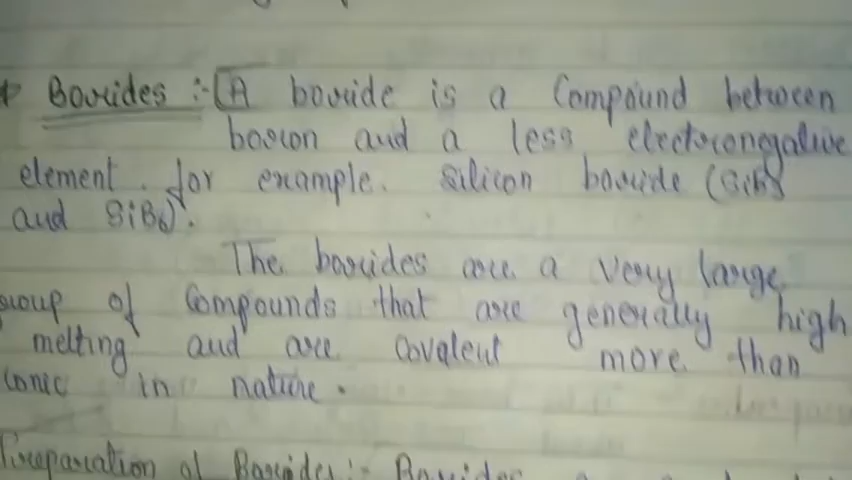 Borides :- A boride is a Compound between
boron and a less electronegative
element. for example. Silicon boride (SiB3
and SiB6).
The borides are a very large
group of Compounds that are generally high
melting and are covalent more than
ionic in nature.
Preparation of Borides :- Borides